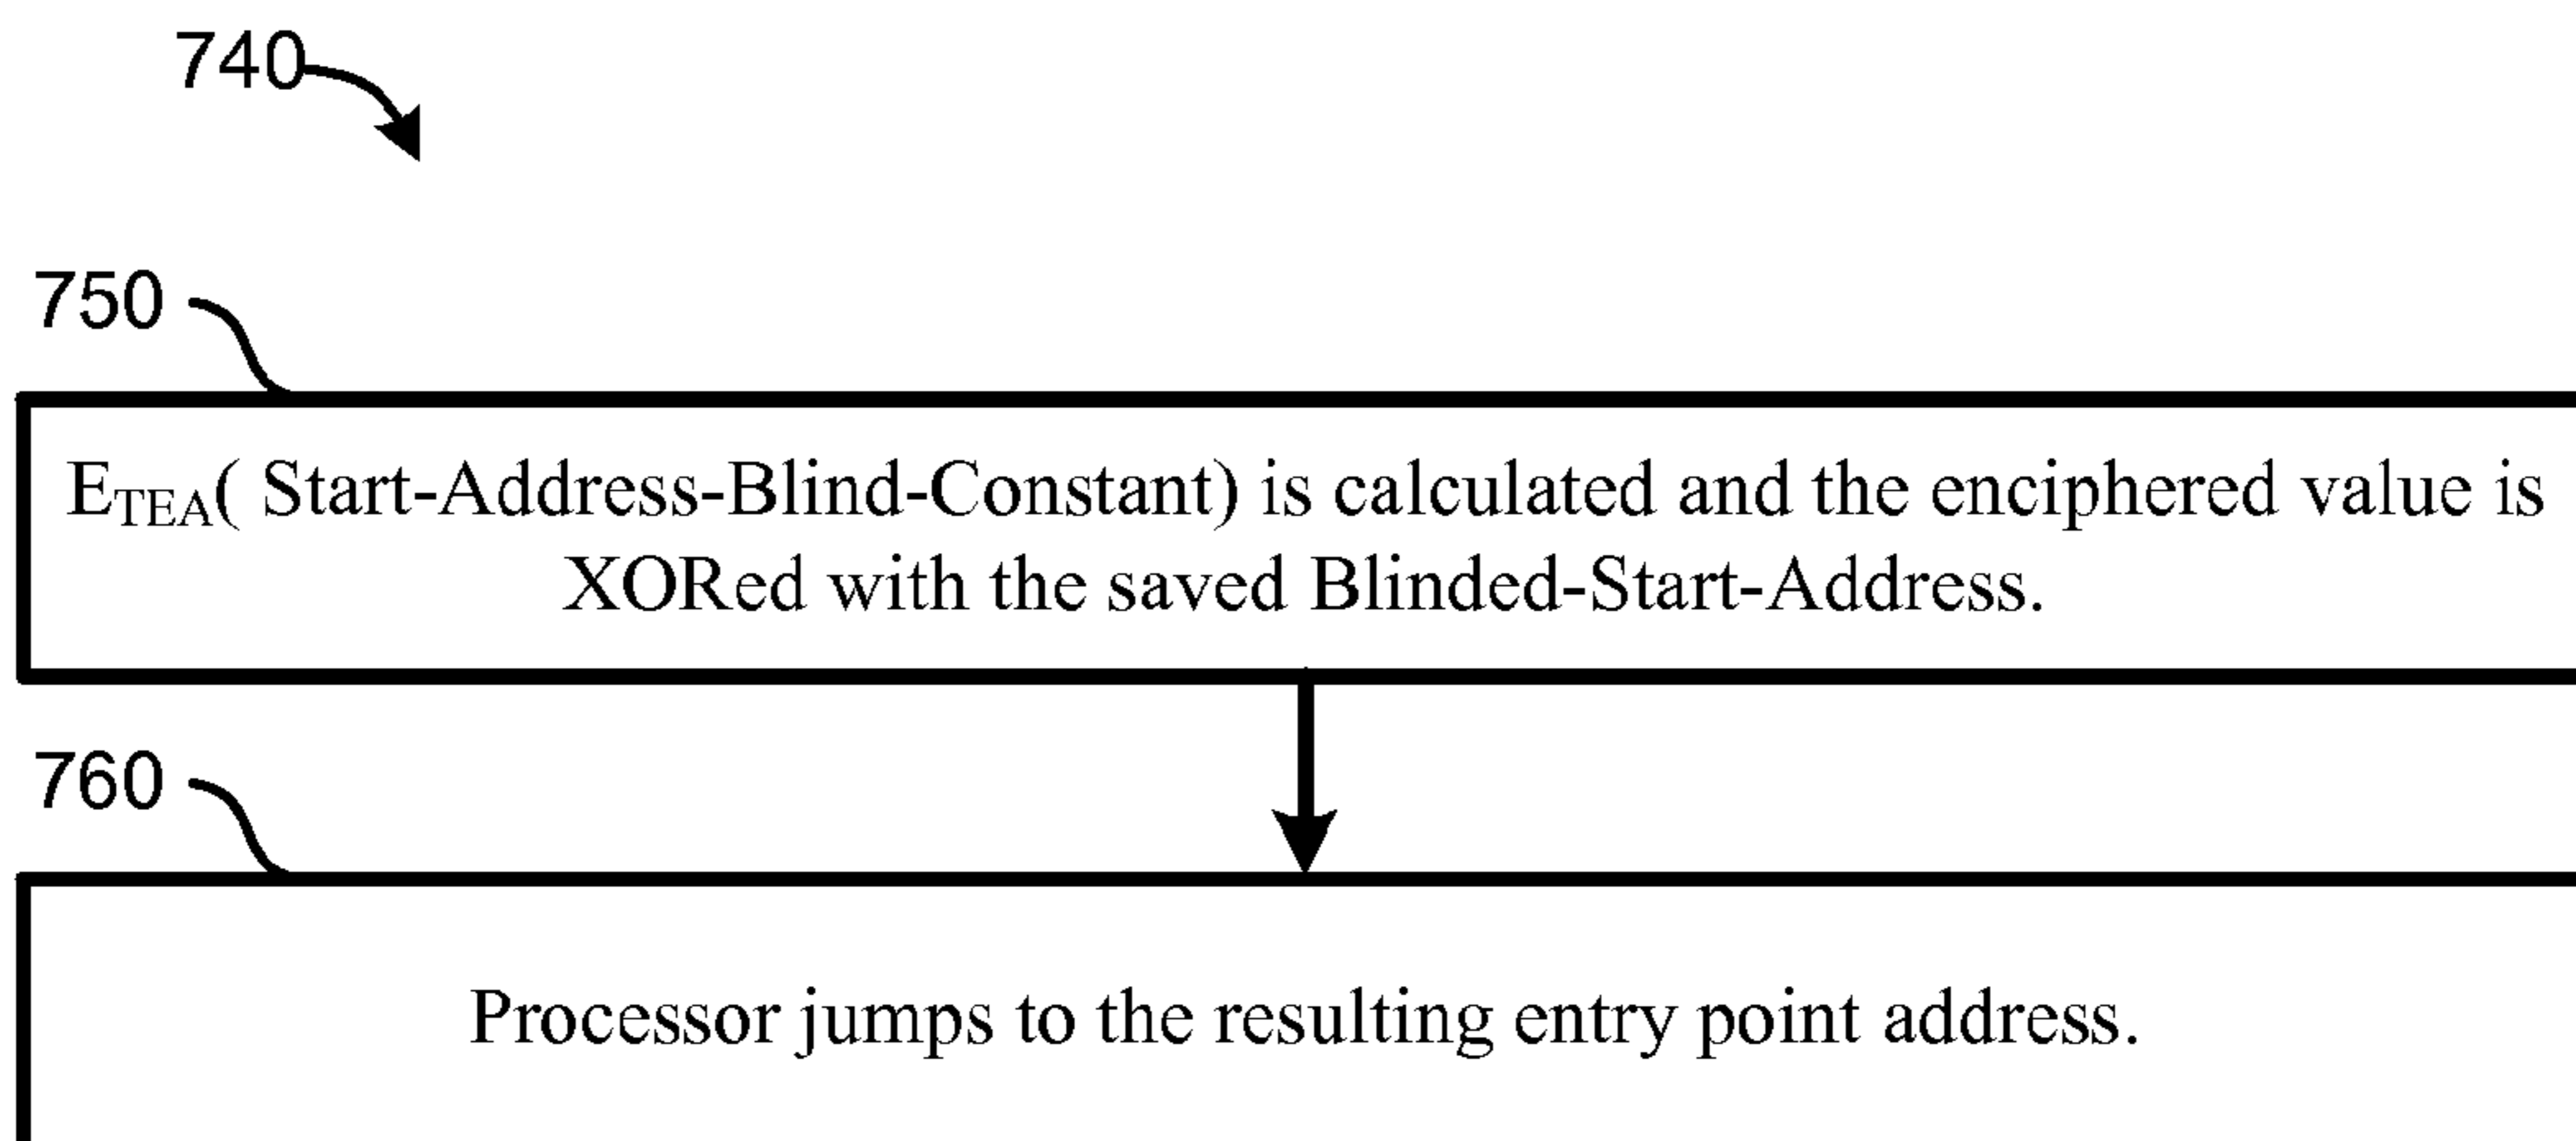 740
750
E_TEA( Start-Address-Blind-Constant) is calculated and the enciphered value is
XORed with the saved Blinded-Start-Address.
760
Processor jumps to the resulting entry point address.